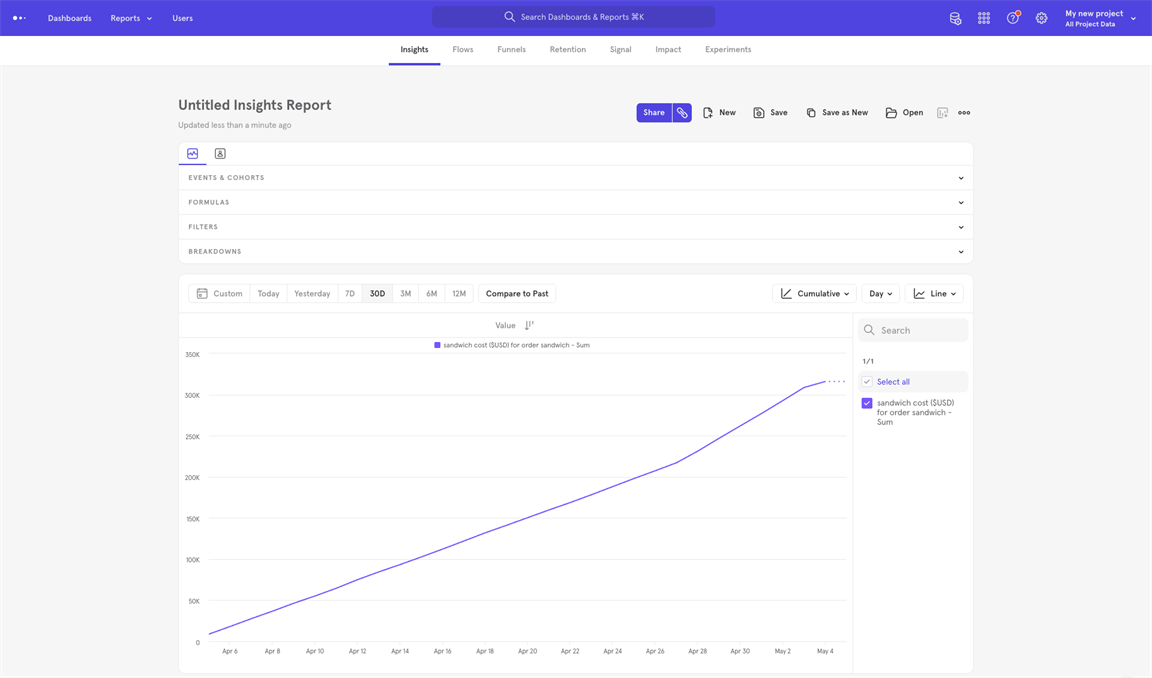 Dashboards
Reports
Users
Search Dashboards & Reports ⌘K
My new project
All Project Data
Insights
Flows
Funnels
Retention
Signal
Impact
Experiments
Untitled Insights Report
Updated less than a minute ago
Share
New
Save
Save as New
Open
EVENTS & COHORTS
FORMULAS
FILTERS
BREAKDOWNS
Custom
Today
Yesterday
7D
30D
3M
6M
12M
Compare to Past
Cumulative
Day
Line
Value
sandwich cost ($USD) for order sandwich - Sum
350K
300K
250K
200K
150K
100K
50K
0
Apr 6
Apr 8
Apr 10
Apr 12
Apr 14
Apr 16
Apr 18
Apr 20
Apr 22
Apr 24
Apr 26
Apr 28
Apr 30
May 2
May 4
Search
1/1
Select all
sandwich cost ($USD)
for order sandwich -
Sum